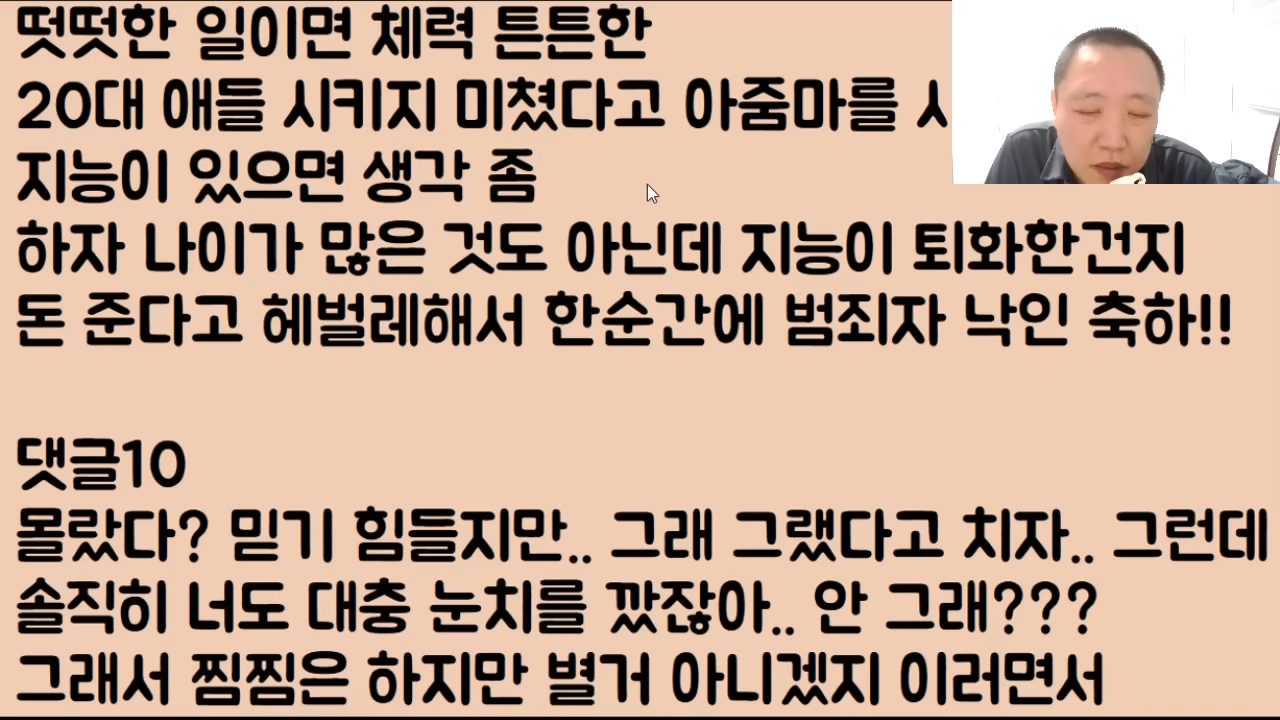 떳떳한 일이면 체력 튼튼한
20대 애들 시키지 미쳤다고 아줌마를
지능이 있으면 생각 좀
하자 나이가 많은 것도 아닌데 지능이 퇴화한건지
돈 준다고 헤벌레해서 한순간에 범죄자 낙인 축하!!
댓글10
몰랐다? 믿기 힘들지만.. 그래 그랬다고 치자.. 그런데
솔직히 너도 대충 눈치를 깠잖아.. 안 그래???
그래서 찜찜은 하지만 별거 아니겠지 이러면서